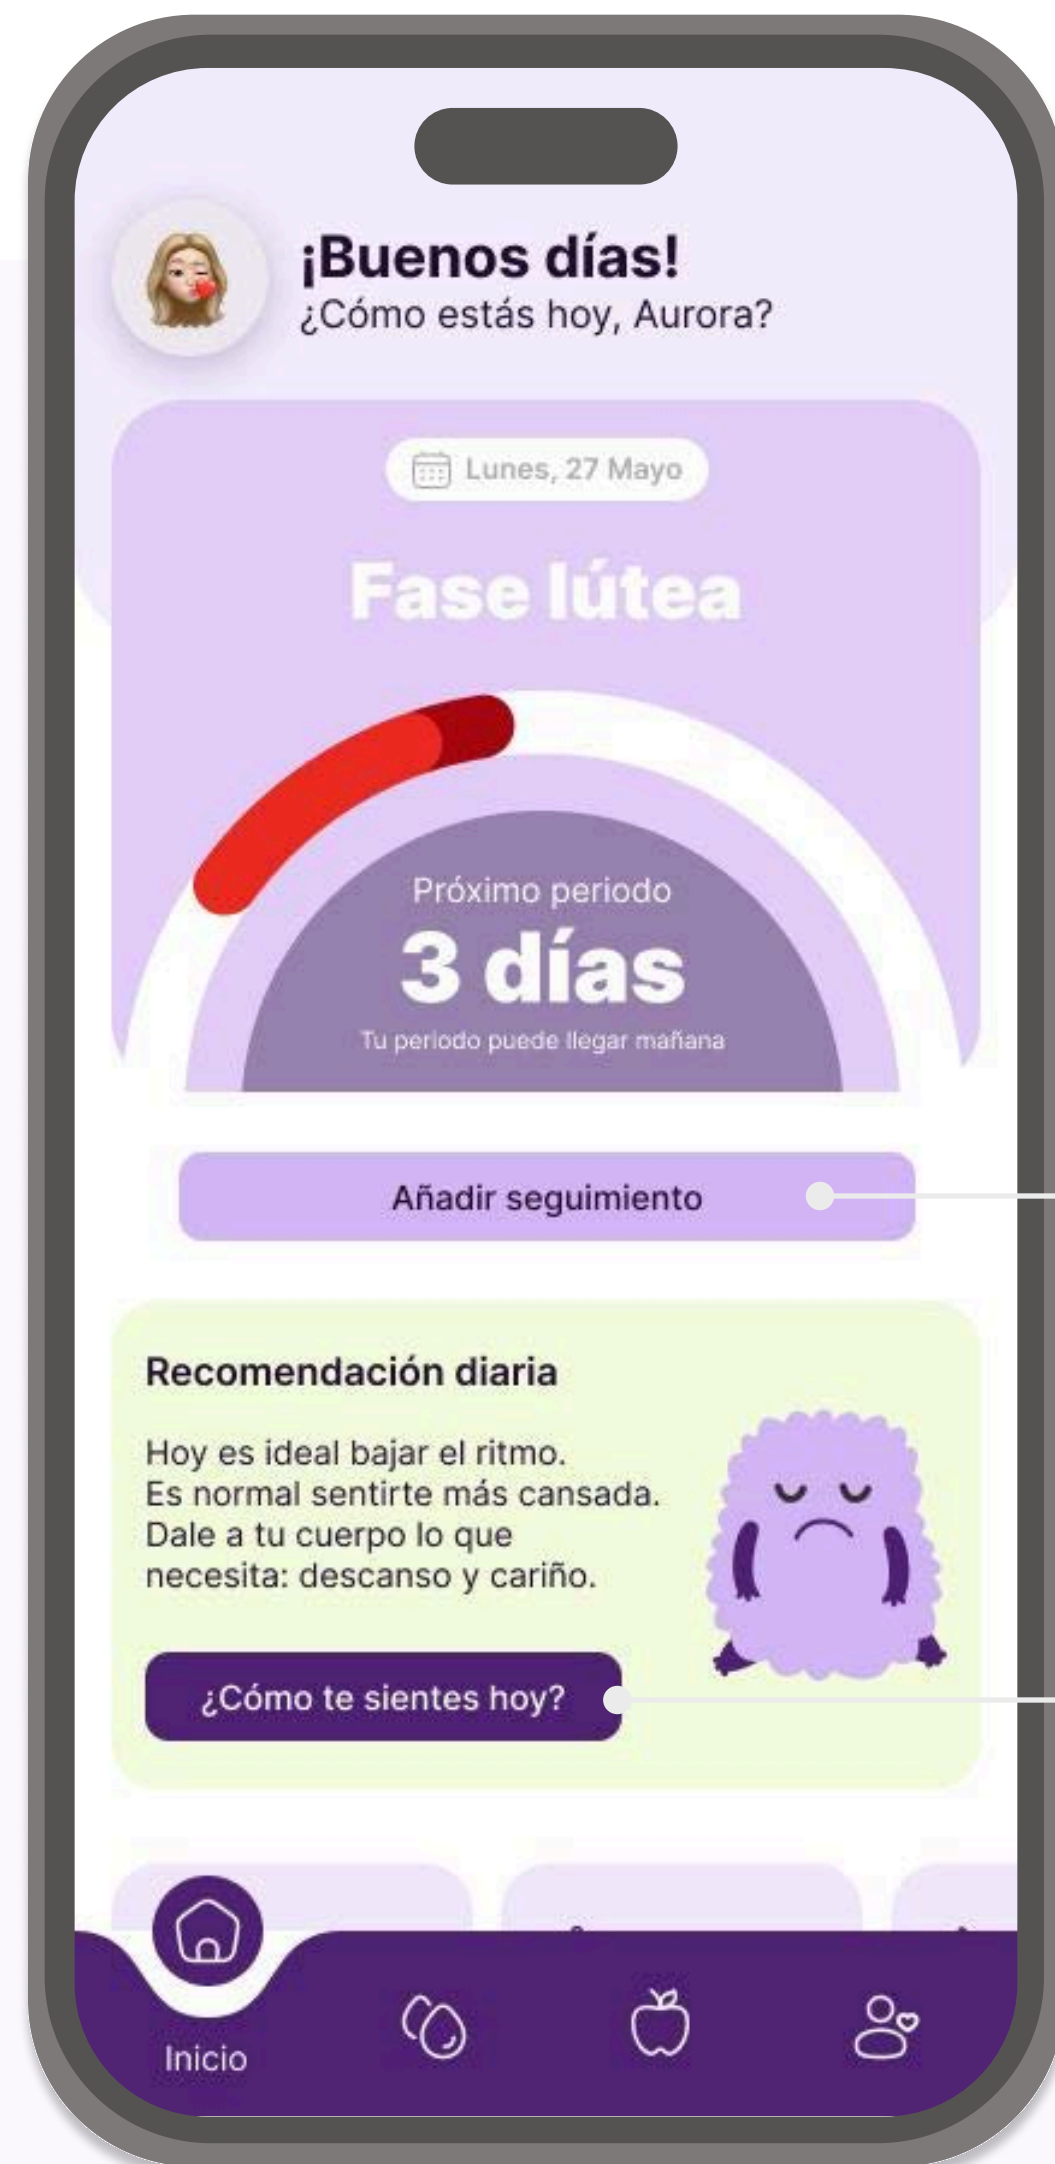 ¡Buenos días!
¿Cómo estás hoy, Aurora?
Lunes, 27 Mayo
Fase lútea
Próximo periodo
3 días
Tu periodo puede llegar mañana
Añadir seguimiento
Recomendación diaria
Hoy es ideal bajar el ritmo.
Es normal sentirte más cansada.
Dale a tu cuerpo lo que
necesita: descanso y cariño.
¿Cómo te sientes hoy?
Inicio